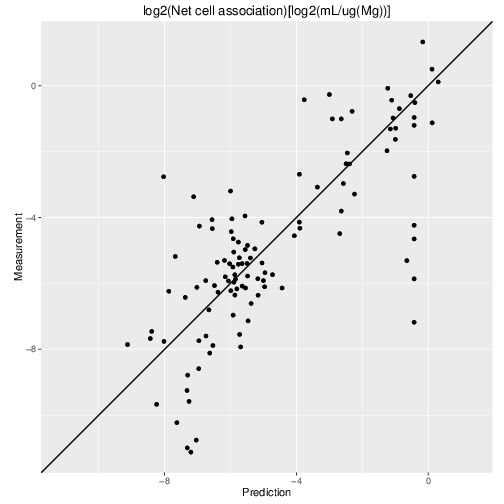 log2(Net cell association)[log2(mL/ug(Mg))]
Measurement
0
−4
−8
−8
−4
0
Prediction